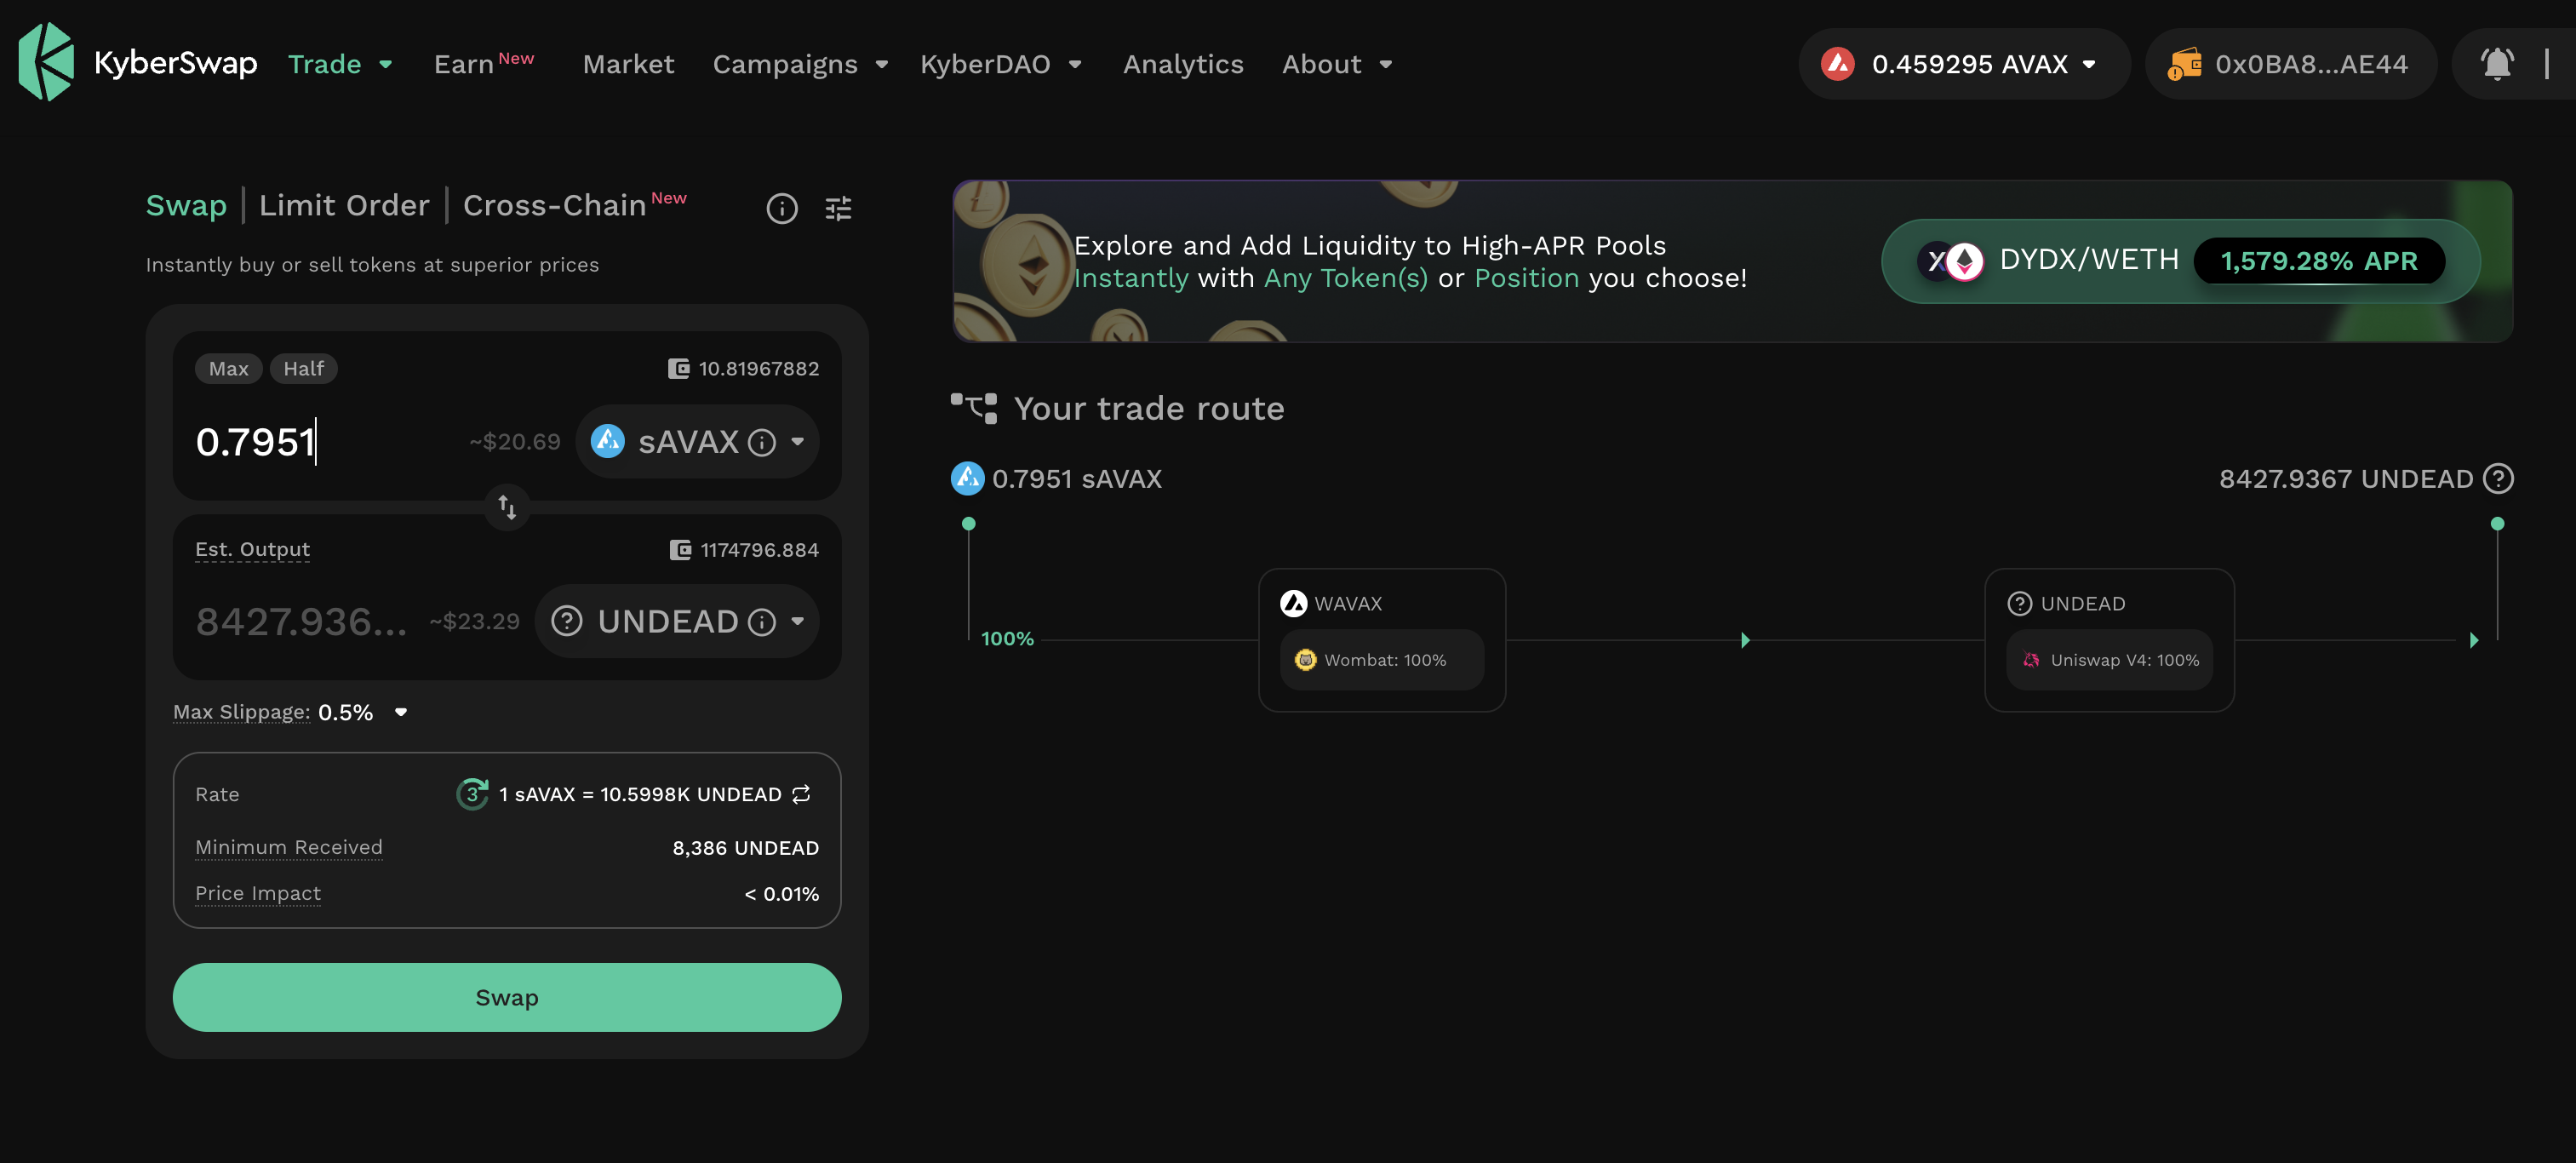 KyberSwap Trade Earn New Market Campaigns KyberDAO Analytics About 0.459295 AVAX 0x0BA8...AE44
Swap | Limit Order | Cross-Chain New
Instantly buy or sell tokens at superior prices
Max Half 10.81967882
0.7951 ~$20.69 sAVAX
Est. Output 1174796.884
8427.936... ~$23.29 UNDEAD
Max Slippage: 0.5%
Rate 3 1 sAVAX = 10.5998K UNDEAD
Minimum Received 8,386 UNDEAD
Price Impact < 0.01%
Swap
Explore and Add Liquidity to High-APR Pools
Instantly with Any Token(s) or Position you choose!
DYDX/WETH 1,579.28% APR
Your trade route
0.7951 sAVAX 8427.9367 UNDEAD
100%
WAVAX
Wombat: 100%
UNDEAD
Uniswap V4: 100%